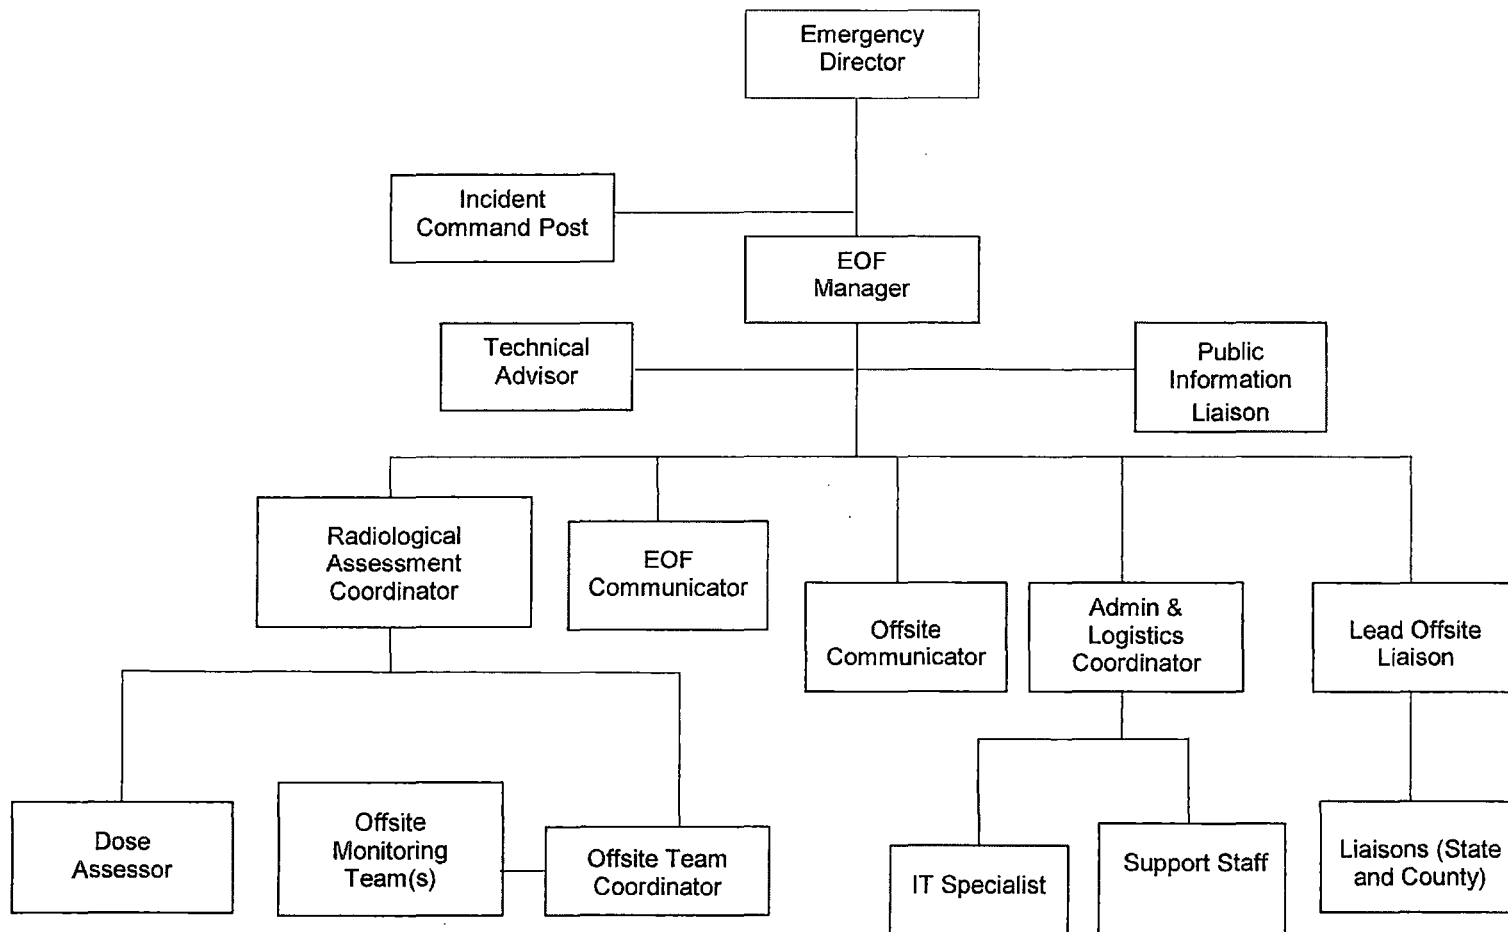 Emergency
Director
Incident
Command Post
EOF
Manager
Technical
Advisor
Public
Information
Liaison
Radiological
Assessment
Coordinator
EOF
Communicator
Offsite
Communicator
Admin &
Logistics
Coordinator
Lead Offsite
Liaison
Dose
Assessor
Offsite
Monitoring
Team(s)
Offsite Team
Coordinator
IT Specialist
Support Staff
Liaisons (State
and County)